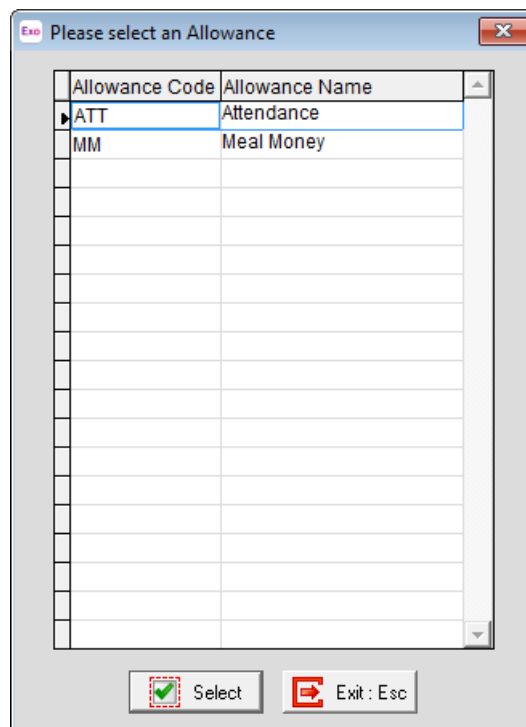 Exo Please select an Allowance
Allowance Code Allowance Name
ATT Attendance
MM Meal Money
Select Exit : Esc